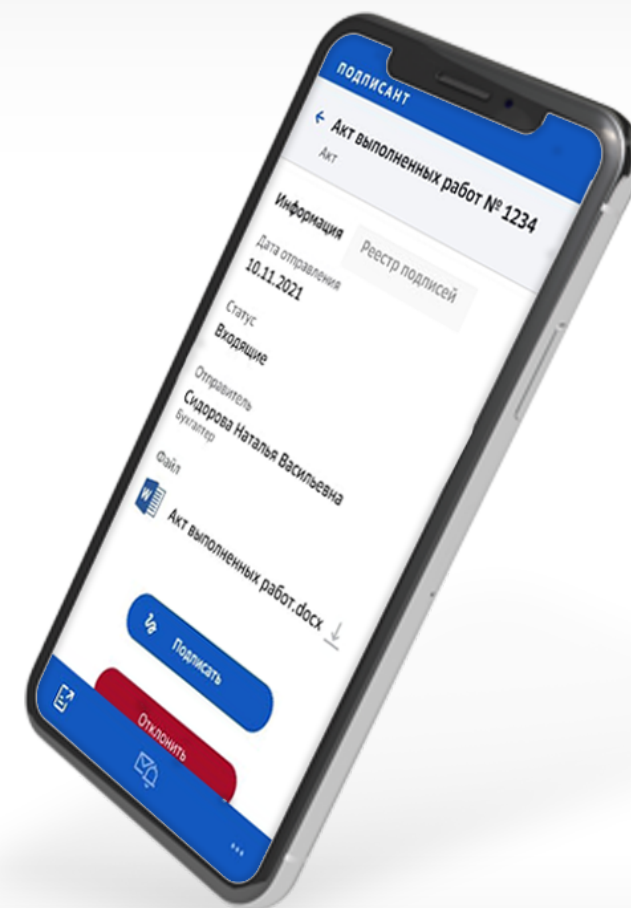 ПОДПИСАНТ
Акт выполненных работ № 1234
Акт
Информация
Реестр подписей
Дата отправления
10.11.2021
Статус
Входящие
Отправитель
Сидорова Наталья Васильевна
Бухгалтер
Файл
W
Акт выполненных работ.docx
Подписать
Отклонить